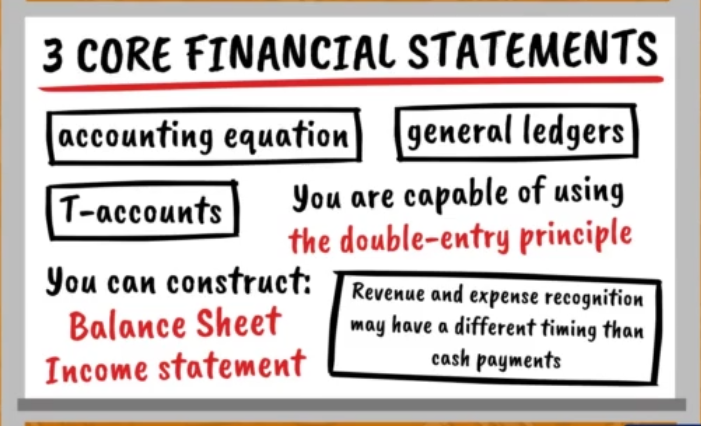 3 CORE FINANCIAL STATEMENTS
accounting equation
general ledgers
T-accounts
You are capable of using
the double-entry principle
You can construct:
Balance Sheet
Income statement
Revenue and expense recognition
may have a different timing than
cash payments